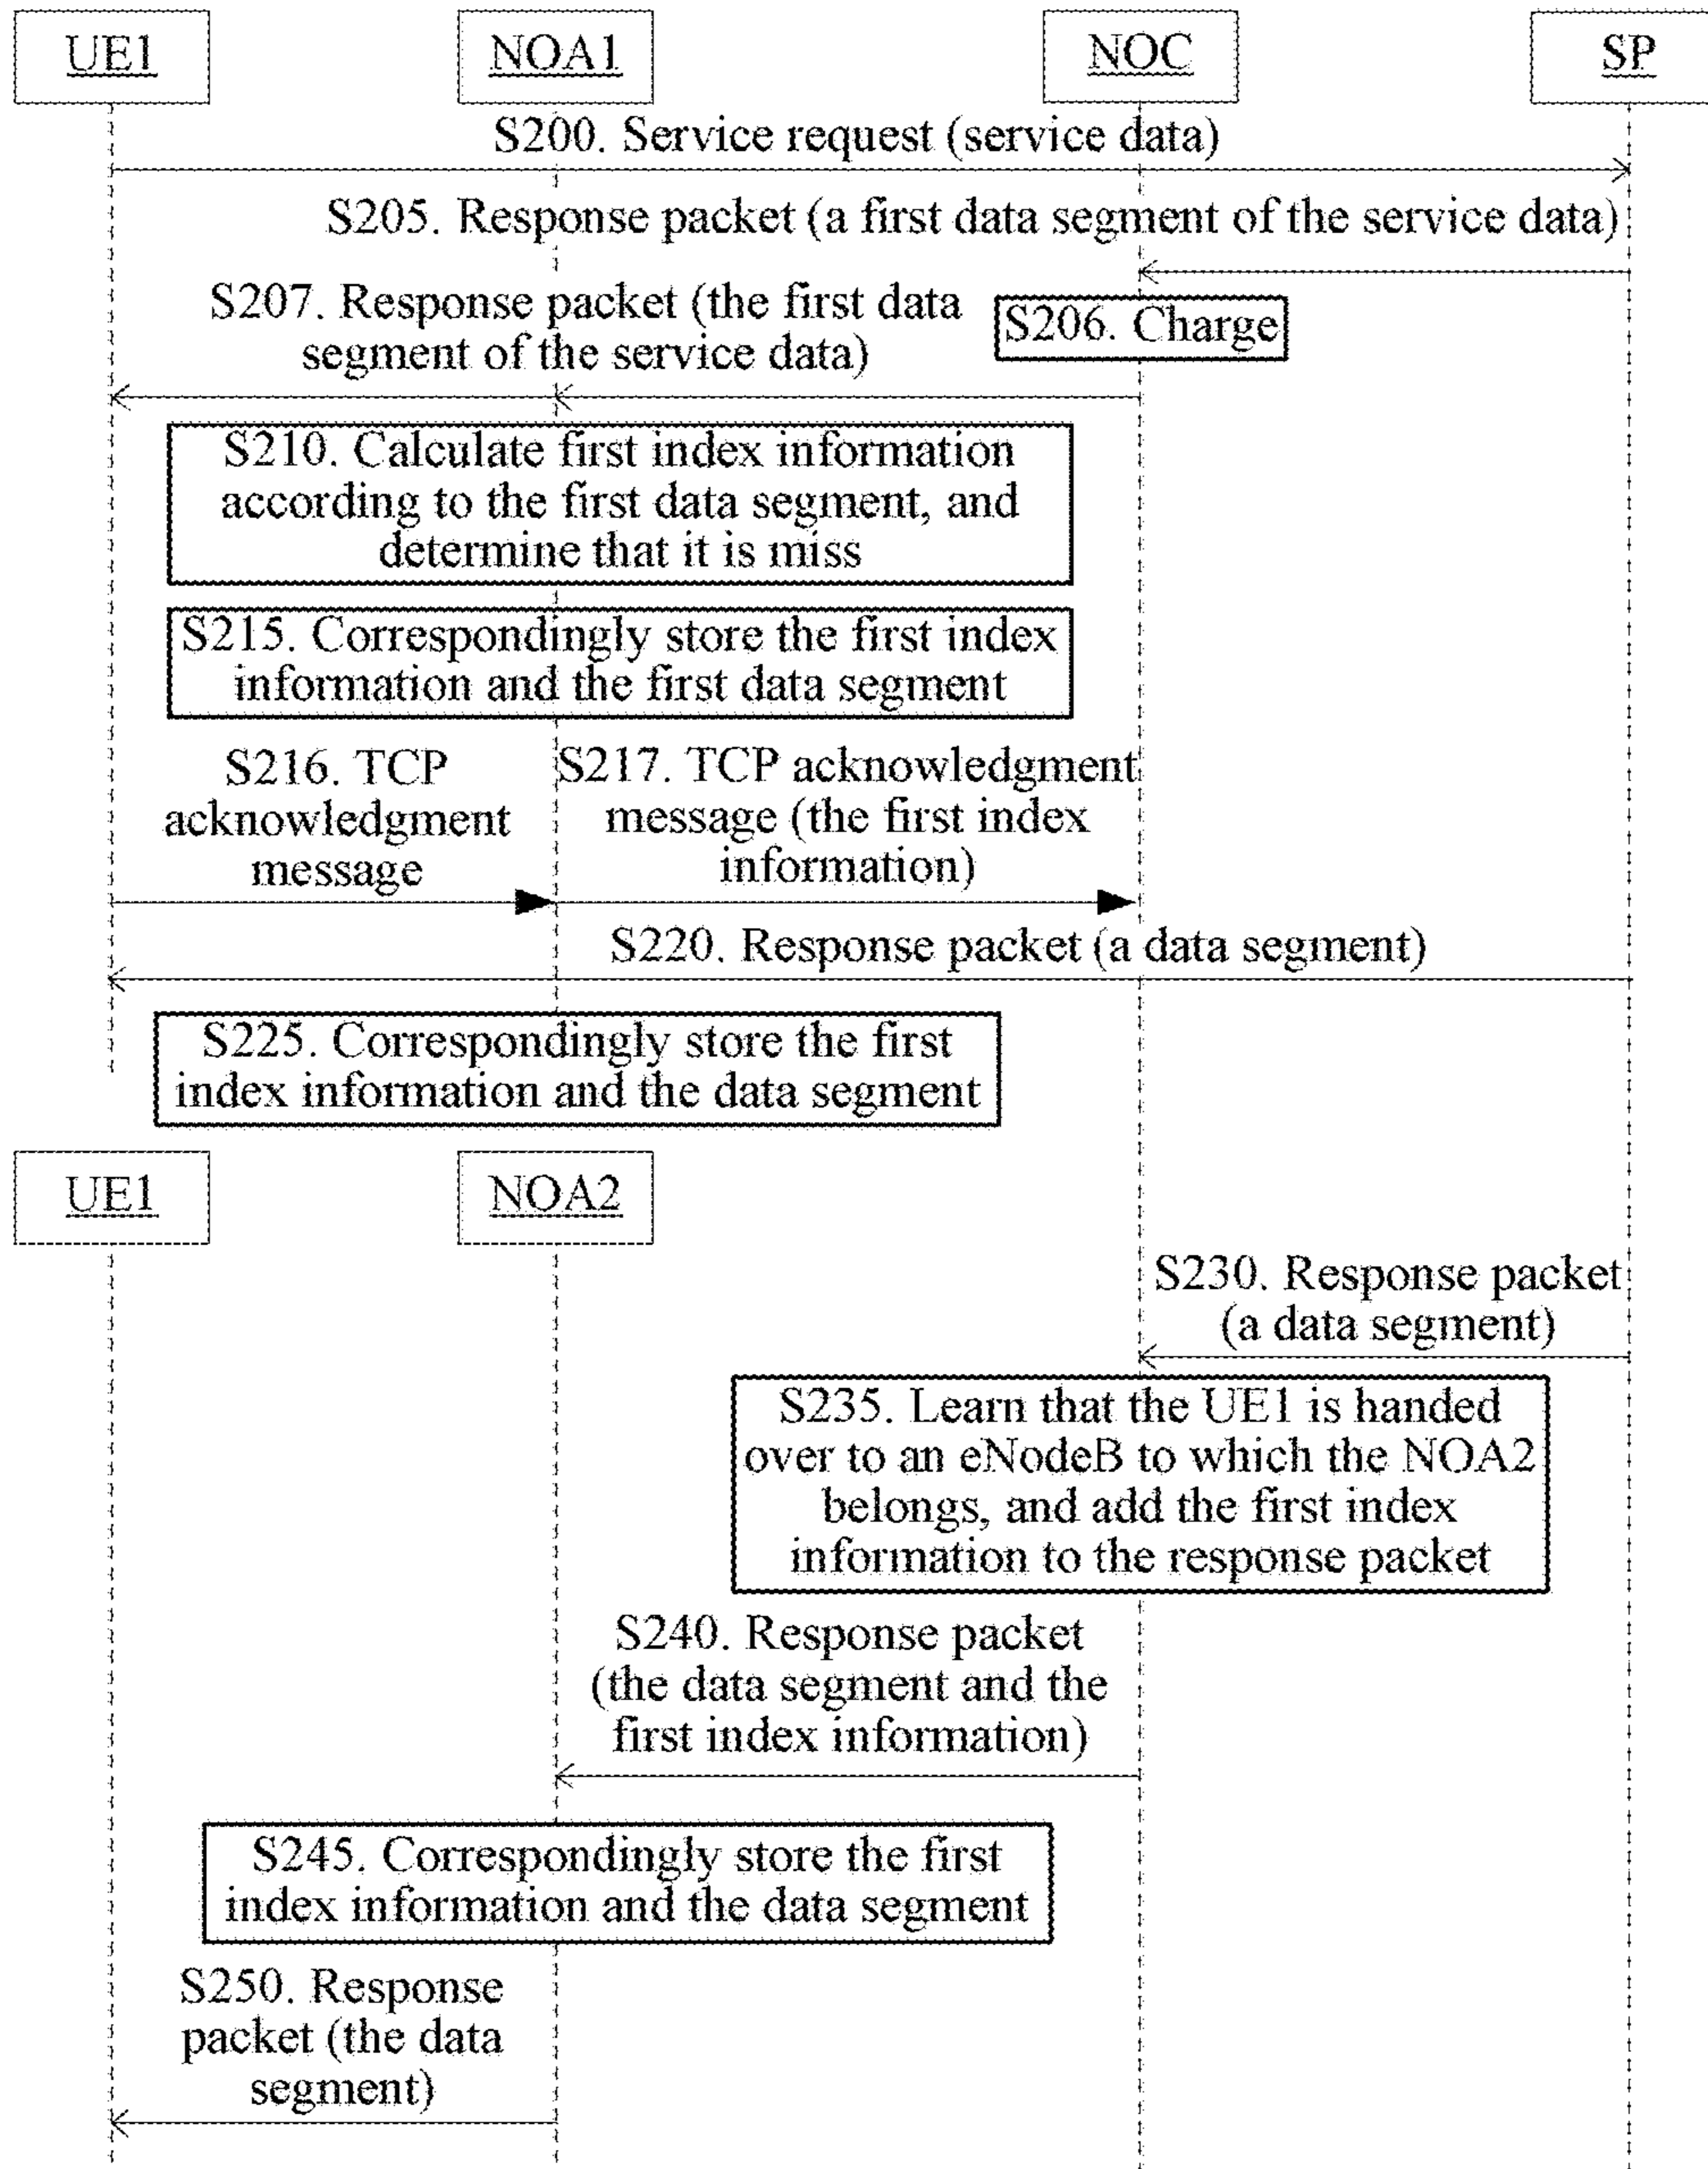 UE1
NOA1
NOC
SP
S200. Service request (service data)
S205. Response packet (a first data segment of the service data)
S207. Response packet (the first data
segment of the service data)
S206. Charge
S210. Calculate first index information
according to the first data segment, and
determine that it is miss
S215. Correspondingly store the first index
information and the first data segment
S216. TCP
acknowledgment
message
S217. TCP acknowledgment
message (the first index
information)
S220. Response packet (a data segment)
S225. Correspondingly store the first
index information and the data segment
UE1
NOA2
S230. Response packet
(a data segment)
S235. Learn that the UE1 is handed
over to an eNodeB to which the NOA2
belongs, and add the first index
information to the response packet
S240. Response packet
(the data segment and the
first index information)
S245. Correspondingly store the first
index information and the data segment
S250. Response
packet (the data
segment)